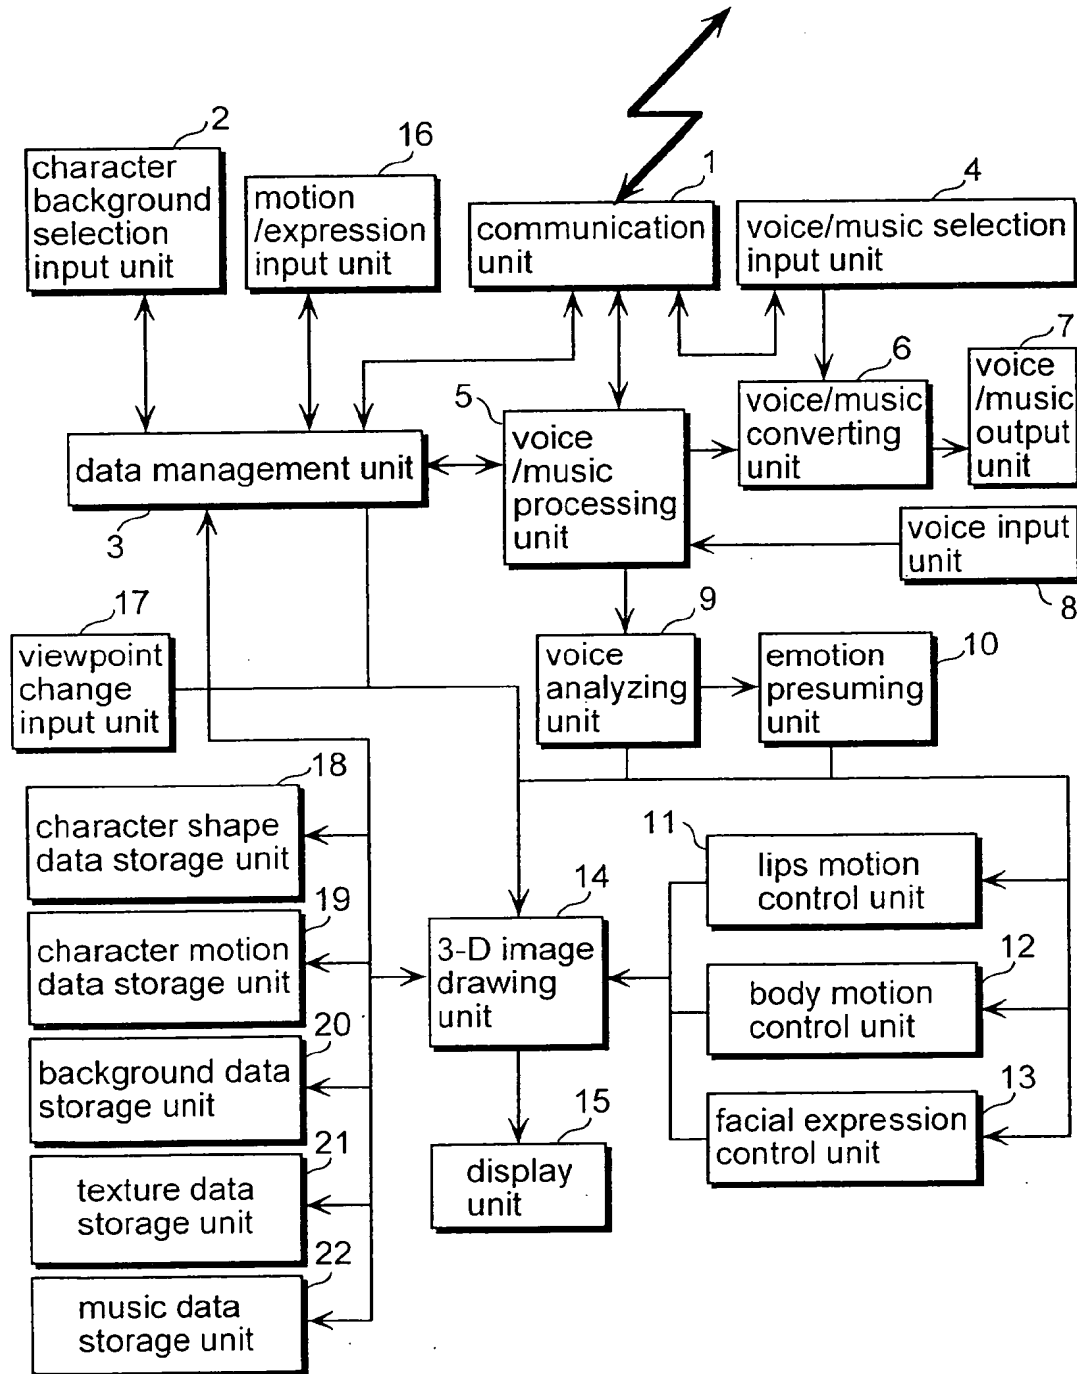 2
character
background
selection
input unit
16
motion
/expression
input unit
1
communication
unit
4
voice/music selection
input unit
3
data management unit
5
voice
/music
processing
unit
6
voice/music
converting
unit
7
voice
/music
output
unit
voice input
unit
8
17
viewpoint
change
input unit
9
voice
analyzing
unit
emotion
presuming
unit
10
18
character shape
data storage unit
19
character motion
data storage unit
20
background data
storage unit
21
texture data
storage unit
22
music data
storage unit
14
3-D image
drawing
unit
15
display
unit
11
lips motion
control unit
12
body motion
control unit
13
facial expression
control unit